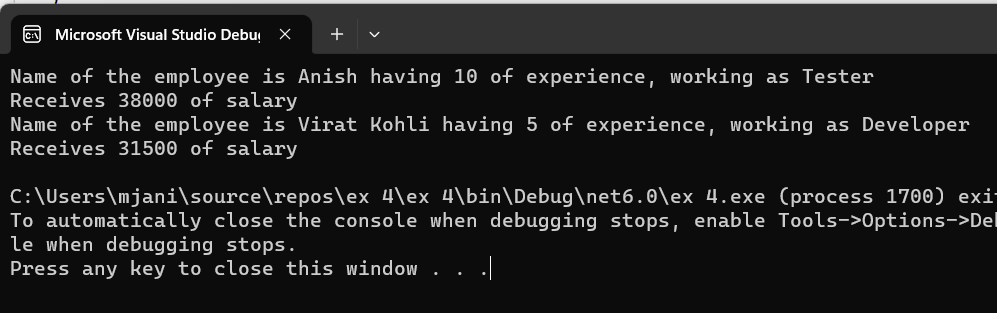 Microsoft Visual Studio Debu
Name of the employee is Anish having 10 of experience, working as Tester
Receives 38000 of salary
Name of the employee is Virat Kohli having 5 of experience, working as Developer
Receives 31500 of salary
C:\Users\mjani\source\repos\ex 4\ex 4\bin\Debug\net6.0\ex 4.exe (process 1700) exi
To automatically close the console when debugging stops, enable Tools->Options->De
le when debugging stops.
Press any key to close this window . . .